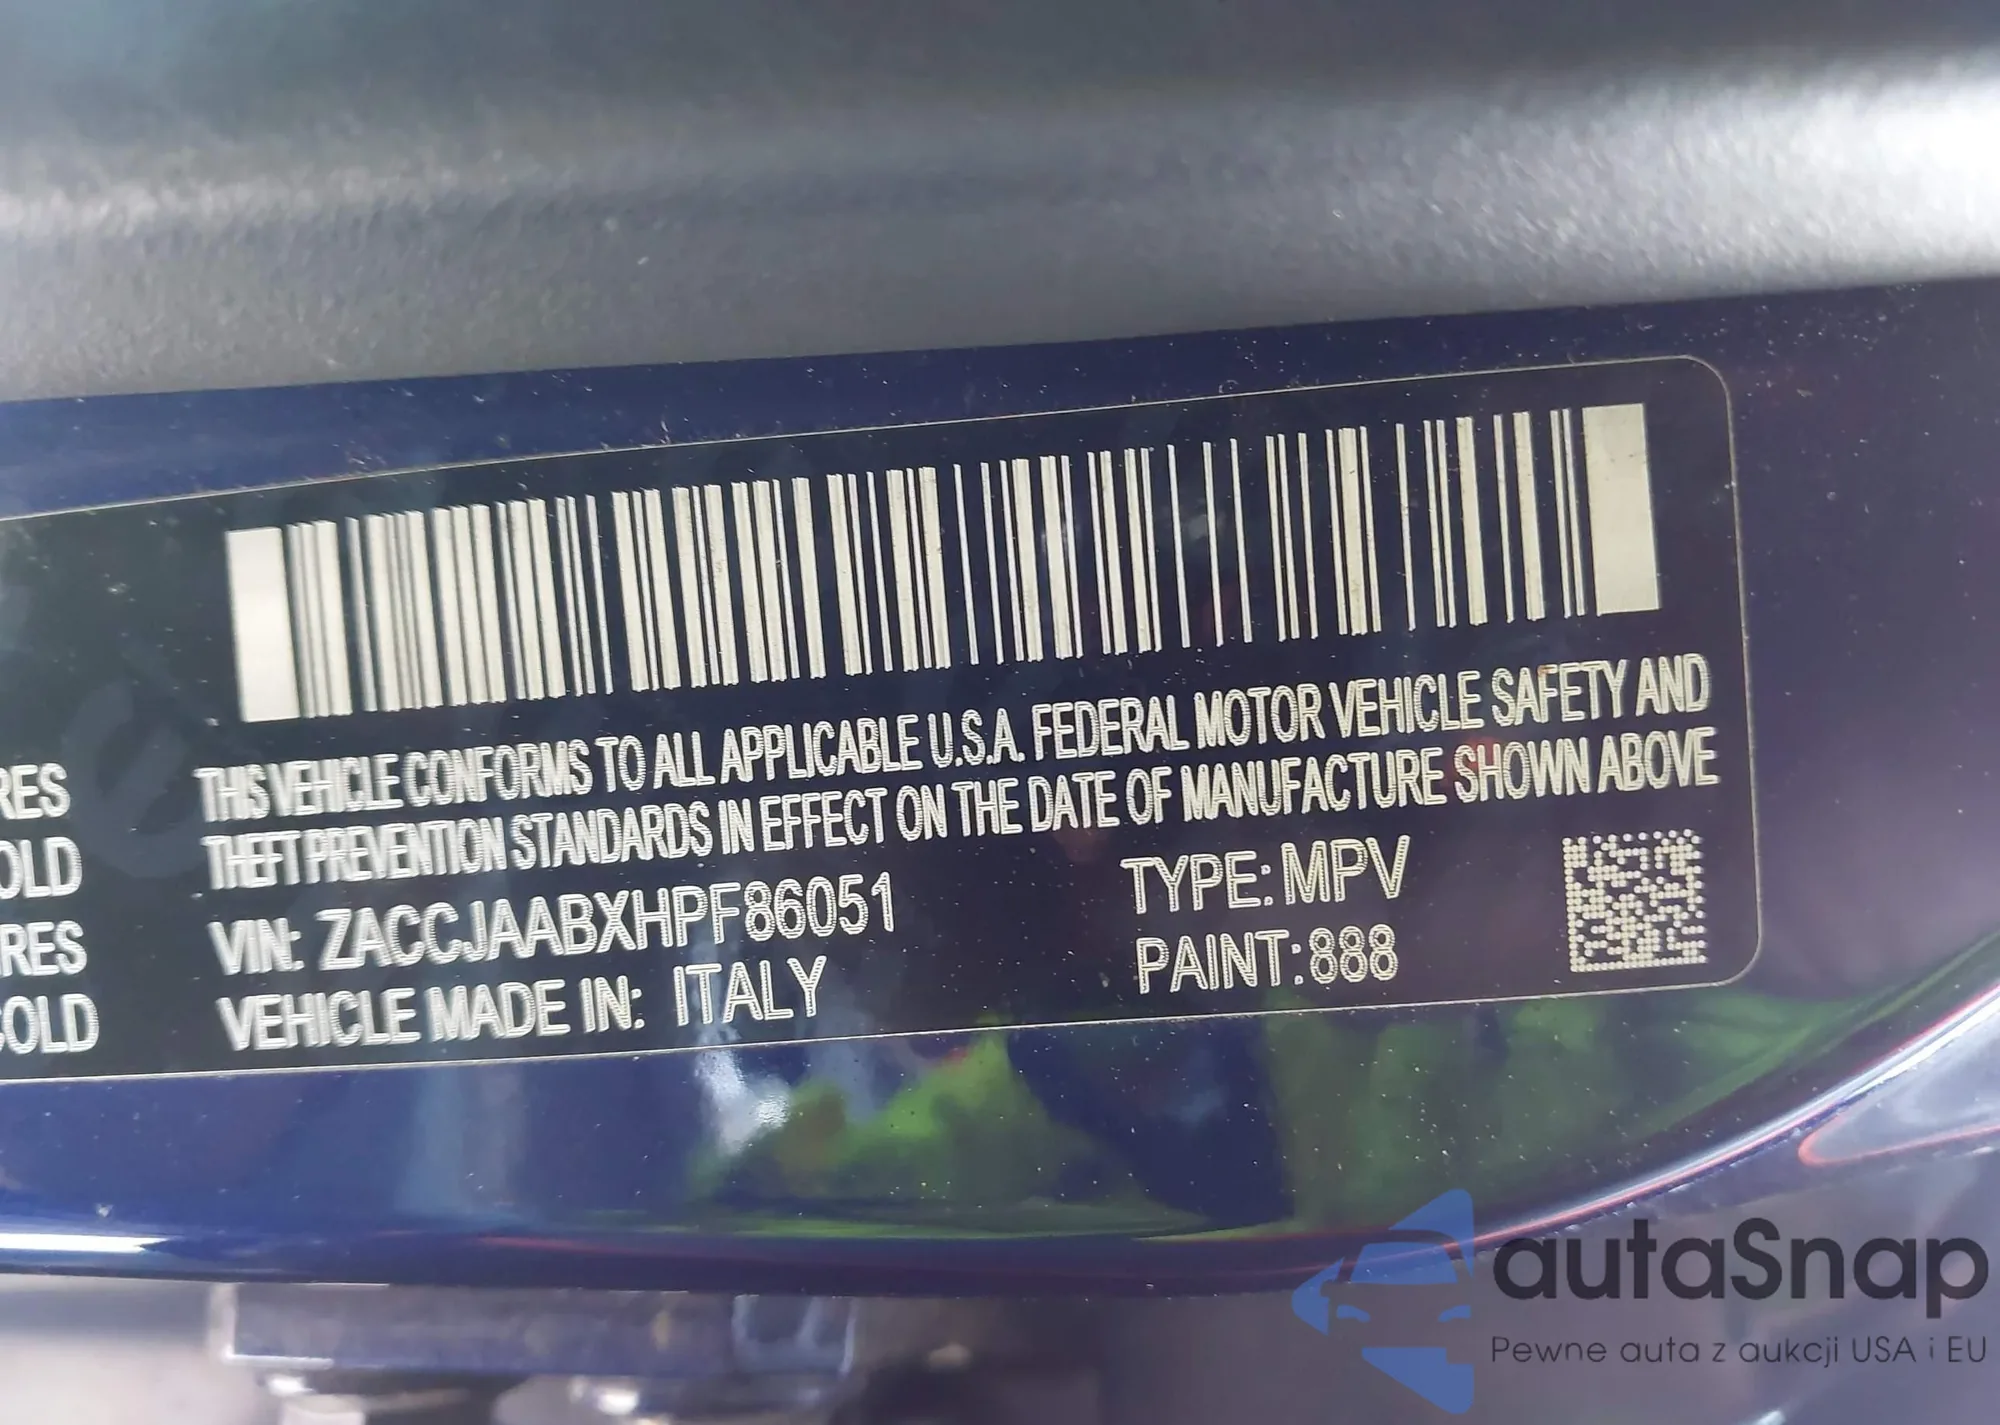 RES
OLD
RES
COLD
THIS VEHICLE CONFORMS TO ALL APPLICABLE U.S.A. FEDERAL MOTOR VEHICLE SAFETY AND
THEFT PREVENTION STANDARDS IN EFFECT ON THE DATE OF MANUFACTURE SHOWN ABOVE
VIN: ZACCJAABXHPF86051
TYPE: MPV
VEHICLE MADE IN: ITALY
PAINT: 888
autaSnap
Pewne auta z aukcji USA i EU